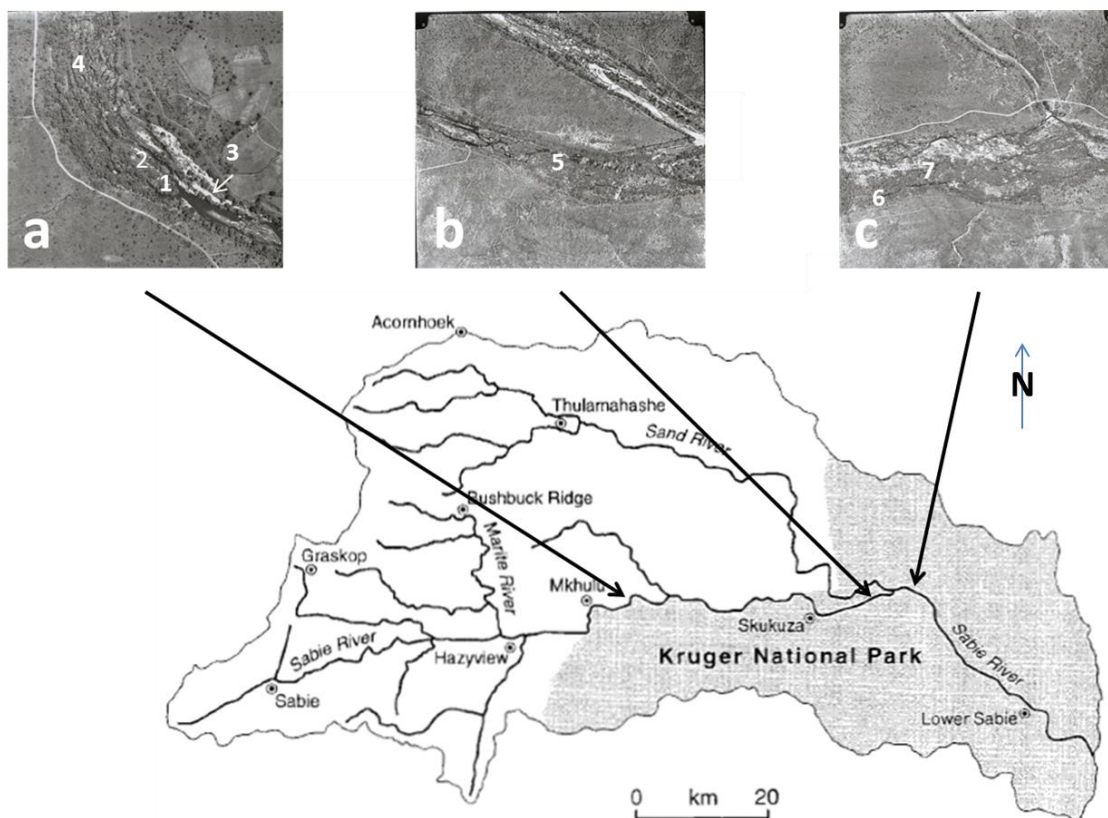 4
2
3
1
a
5
b
7
6
c
Acornhoek
N
Thulamahashe
Sand River
Bushbuck Ridge
Marite River
Graskop
Mkhulu
Skukuza
Sabie River
Hazyview
Kruger National Park
Sabie River
Sabie
Lower Sabie
0 km 20